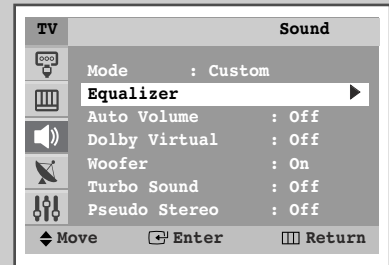 TV Sound
Mode : Custom
Equalizer
Auto Volume : Off
Dolby Virtual : Off
Woofer : On
Turbo Sound : Off
Pseudo Stereo : Off
Move Enter Return